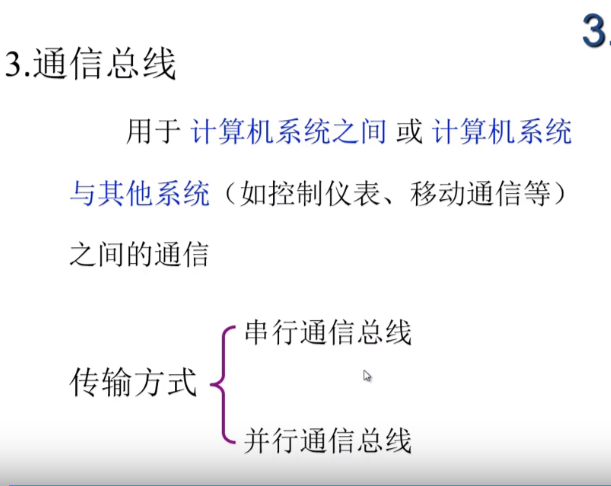 3.
3.通信总线
用于 计算机系统之间 或 计算机系统
与其他系统（如控制仪表、移动通信等）
之间的通信
串行通信总线
传输方式
并行通信总线